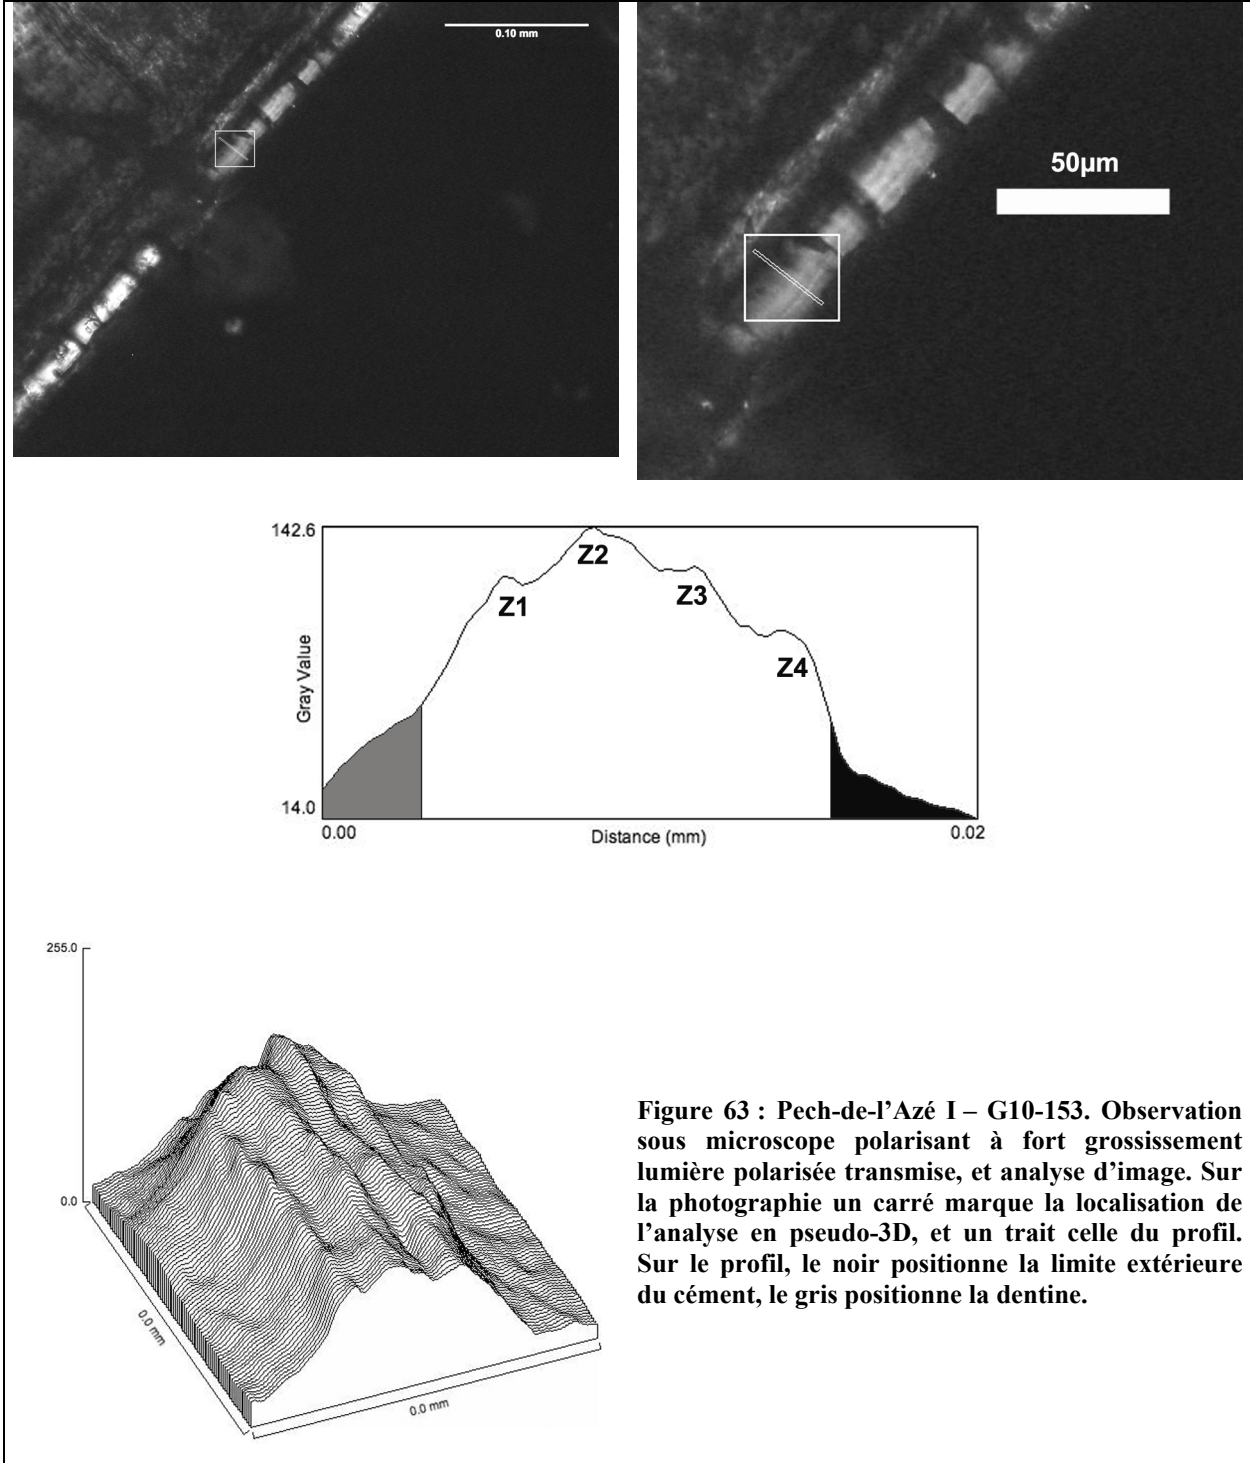 0.10 mm
50µm
142.6
Z1
Z2
Z3
Z4
Gray Value
14.0
0.00
Distance (mm)
0.02
255.0
0.0
0.0 mm
0.0 mm
Figure 63 : Pech-de-l’Azé I – G10-153. Observation
sous microscope polarisant à fort grossissement
lumière polarisée transmise, et analyse d’image. Sur
la photographie un carré marque la localisation de
l’analyse en pseudo-3D, et un trait celle du profil.
Sur le profil, le noir positionne la limite extérieure
du cément, le gris positionne la dentine.